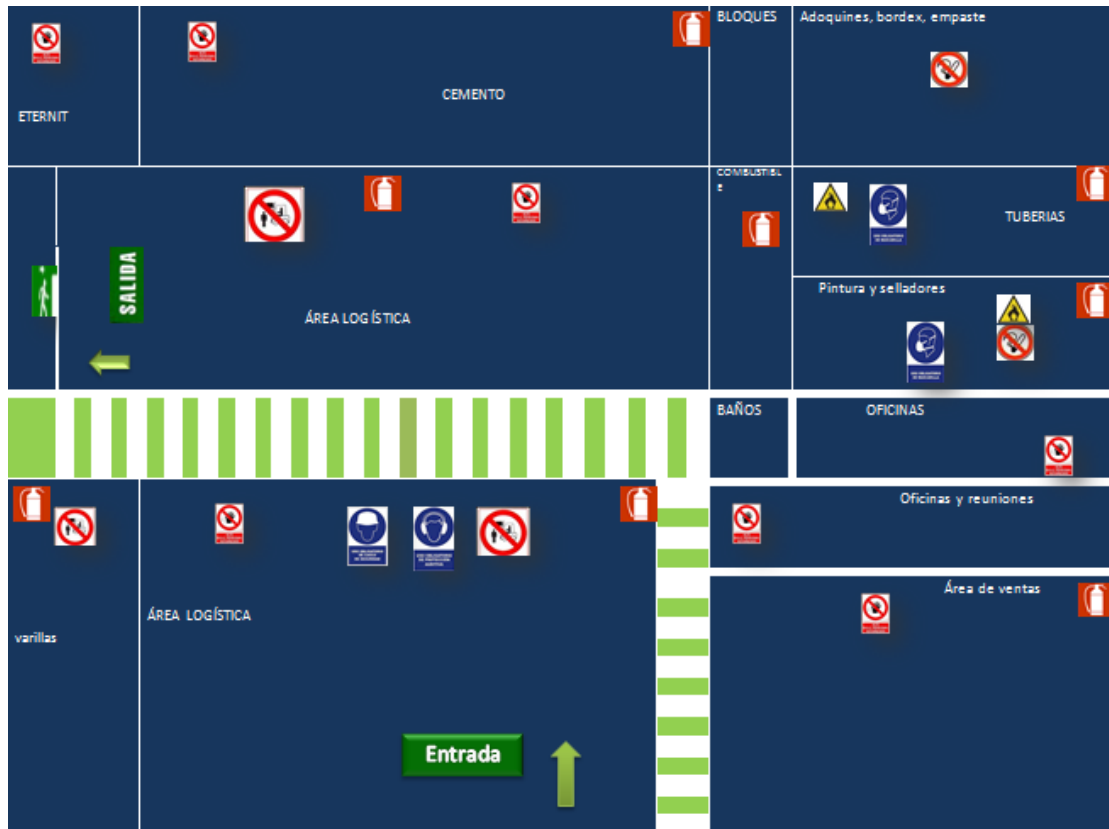 BLOQUES
Adoquines, bordex, empaste
CEMENTO
ETERNIT
COMBUSTIBL
E
TUBERIAS
SALIDA
Pintura y selladores
ÁREA LOGÍSTICA
BAÑOS
OFICINAS
Oficinas y reuniones
Área de ventas
ÁREA LOGÍSTICA
varillas
Entrada